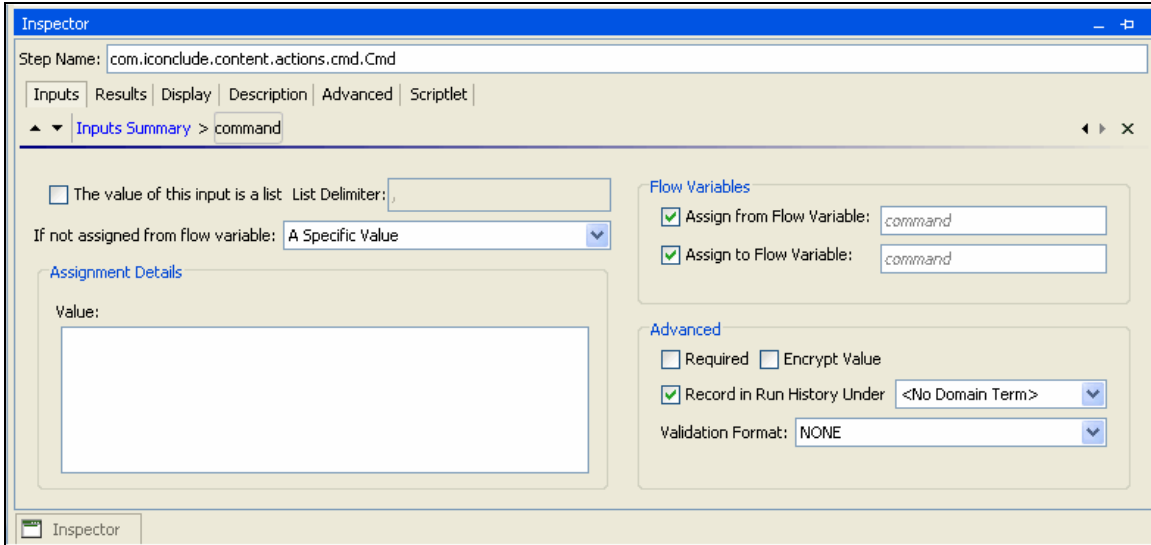 Inspector
Step Name: com.iconclude.content.actions.cmd.Cmd
Inputs Results Display Description Advanced Scriptlet
Inputs Summary > command
The value of this input is a list List Delimiter: ,
If not assigned from flow variable: A Specific Value
Assignment Details
Value:
Flow Variables
Assign from Flow Variable: command
Assign to Flow Variable: command
Advanced
Required Encrypt Value
Record in Run History Under <No Domain Term>
Validation Format: NONE
Inspector